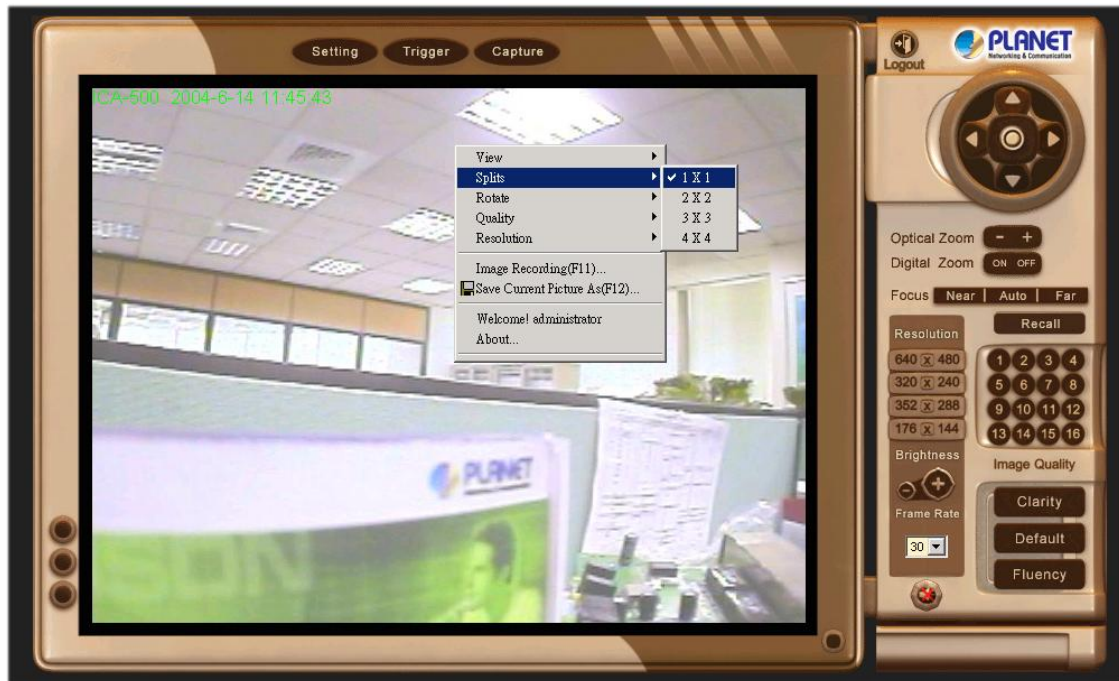 Setting Trigger Capture
Logout
PLANET
Networking & Communication
ICA-500 2004-6-14 11:45:43
View
Splits
Rotate
Quality
Resolution
Image Recording(F11)...
Save Current Picture As(F12)...
Welcome! administrator
About...
✔ 1 X 1
2 X 2
3 X 3
4 X 4
PLANET
Optical Zoom - +
Digital Zoom ON OFF
Focus Near | Auto | Far
Resolution
640 X 480
320 X 240
352 X 288
176 X 144
Brightness
- +
Frame Rate
30
Recall
1 2 3 4
5 6 7 8
9 10 11 12
13 14 15 16
Image Quality
Clarity
Default
Fluency